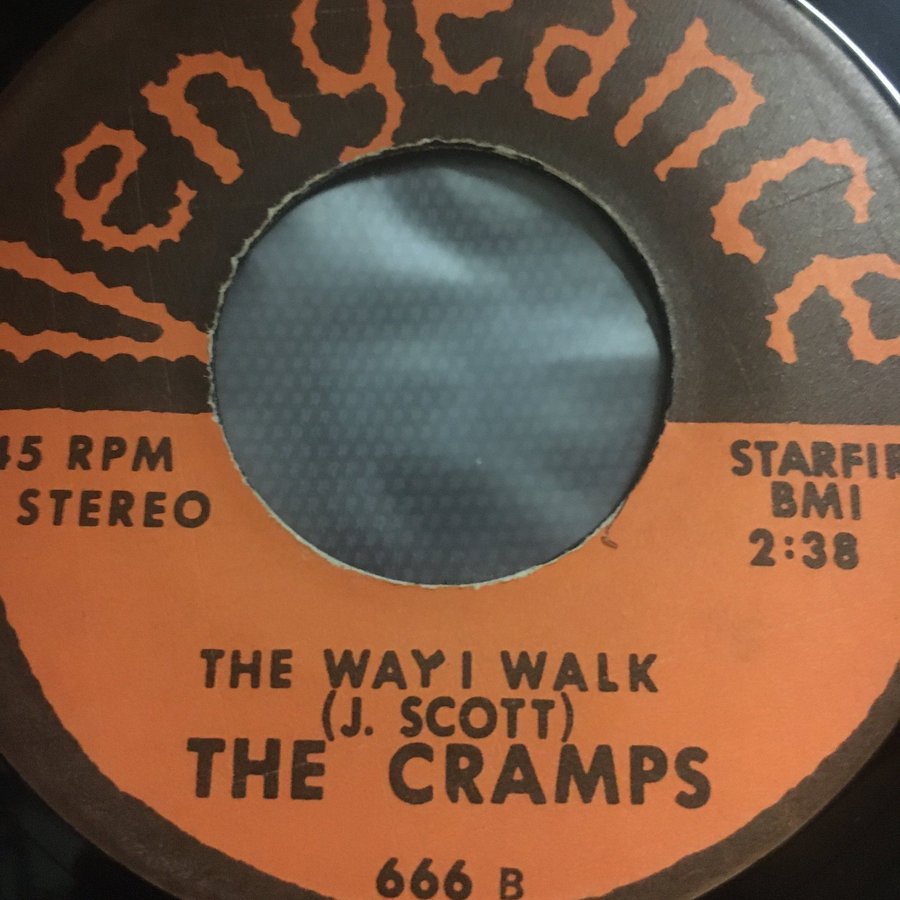 Vengeance
45 RPM
STEREO
STARFIR
BMI
2:38
THE WAY I WALK
(J. SCOTT)
THE CRAMPS
666 B